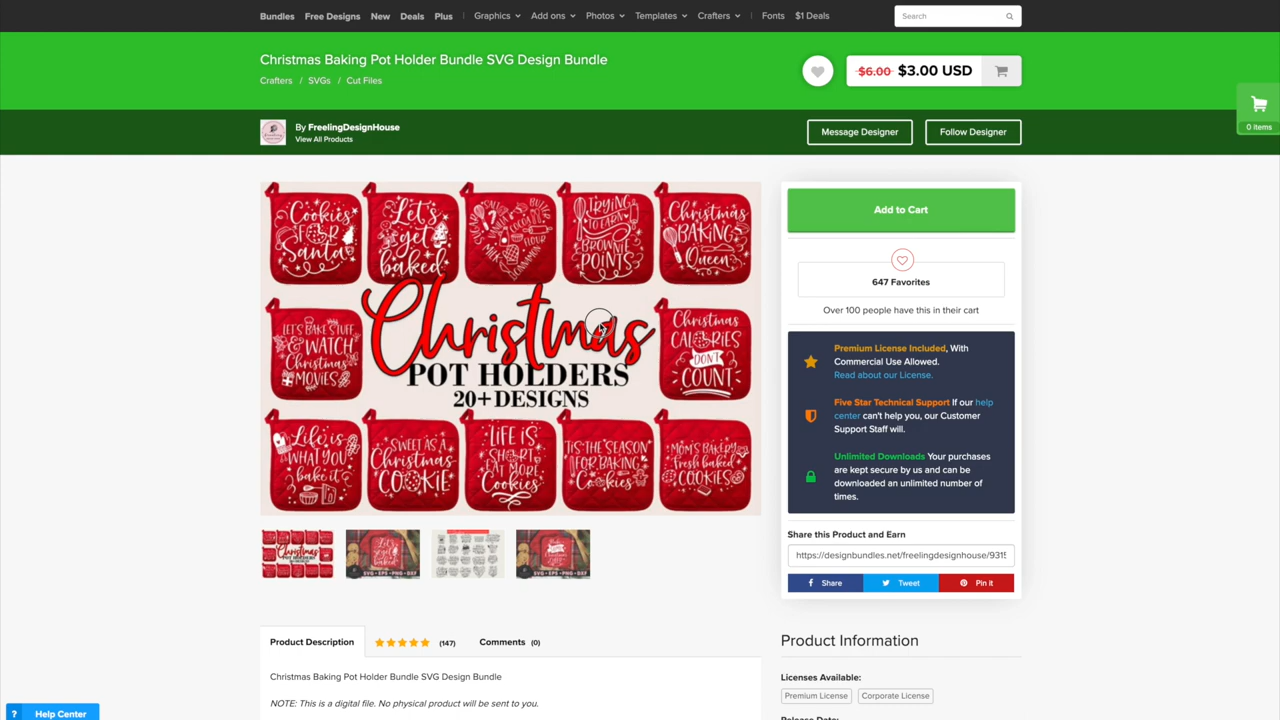 Bundles Free Designs New Deals Plus Graphics Add ons Photos Templates Crafters Fonts $1 Deals Search
Christmas Baking Pot Holder Bundle SVG Design Bundle
Crafters / SVGs / Cut Files
$6.00 $3.00 USD
0 items
By FreelingDesignHouse
View All Products
Message Designer
Follow Designer
Cookies
for
Santa
Let's
get
baked
TRYING
TO EARN
BROWNIE
POINTS
Christmas
BAKING
Queen
LET'S BAKE STUFF
& WATCH
Christmas
MOVIES
Christmas
POT HOLDERS
20+DESIGNS
Christmas
CALORIES
DON'T
COUNT
Life is
WHAT YOU
bake it
SWEET AS A
Christmas
COOKIE
LIFE IS
SHORT
EAT MORE
Cookies
'TIS THE SEASON
FOR BAKING
Cookies
MOM'S BAKERY
fresh baked
COOKIES
Add to Cart
647 Favorites
Over 100 people have this in their cart
Premium License Included, With
Commercial Use Allowed.
Read about our License.
Five Star Technical Support If our help
center can't help you, our Customer
Support Staff will.
Unlimited Downloads Your purchases
are kept secure by us and can be
downloaded an unlimited number of
times.
Share this Product and Earn
https://designbundles.net/freelingdesignhouse/9315
Share Tweet Pin it
Product Description (147) Comments (0)
Christmas Baking Pot Holder Bundle SVG Design Bundle
NOTE: This is a digital file. No physical product will be sent to you.
Product Information
Licenses Available:
Premium License Corporate License
Release Date:
? Help Center